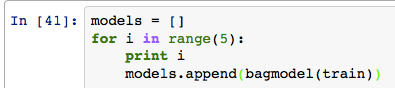 In [41]: models = []
for i in range(5):
    print i
    models.append(bagmodel(train))